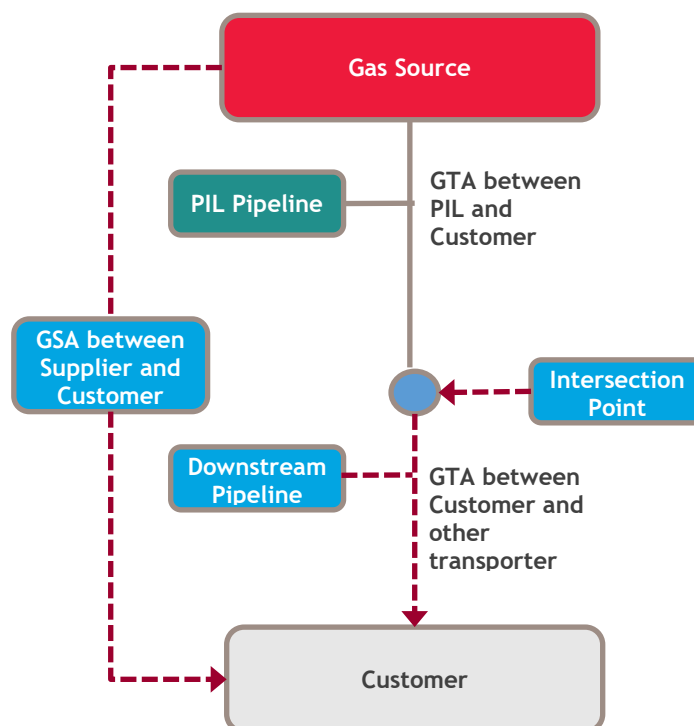 Gas Source
PIL Pipeline
GTA between
PIL and
Customer
GSA between
Supplier and
Customer
Intersection
Point
Downstream
Pipeline
GTA between
Customer and
other
transporter
Customer